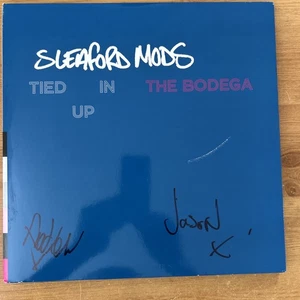 SLEAFORD MODS
TIED IN THE BODEGA
UP
Jason X